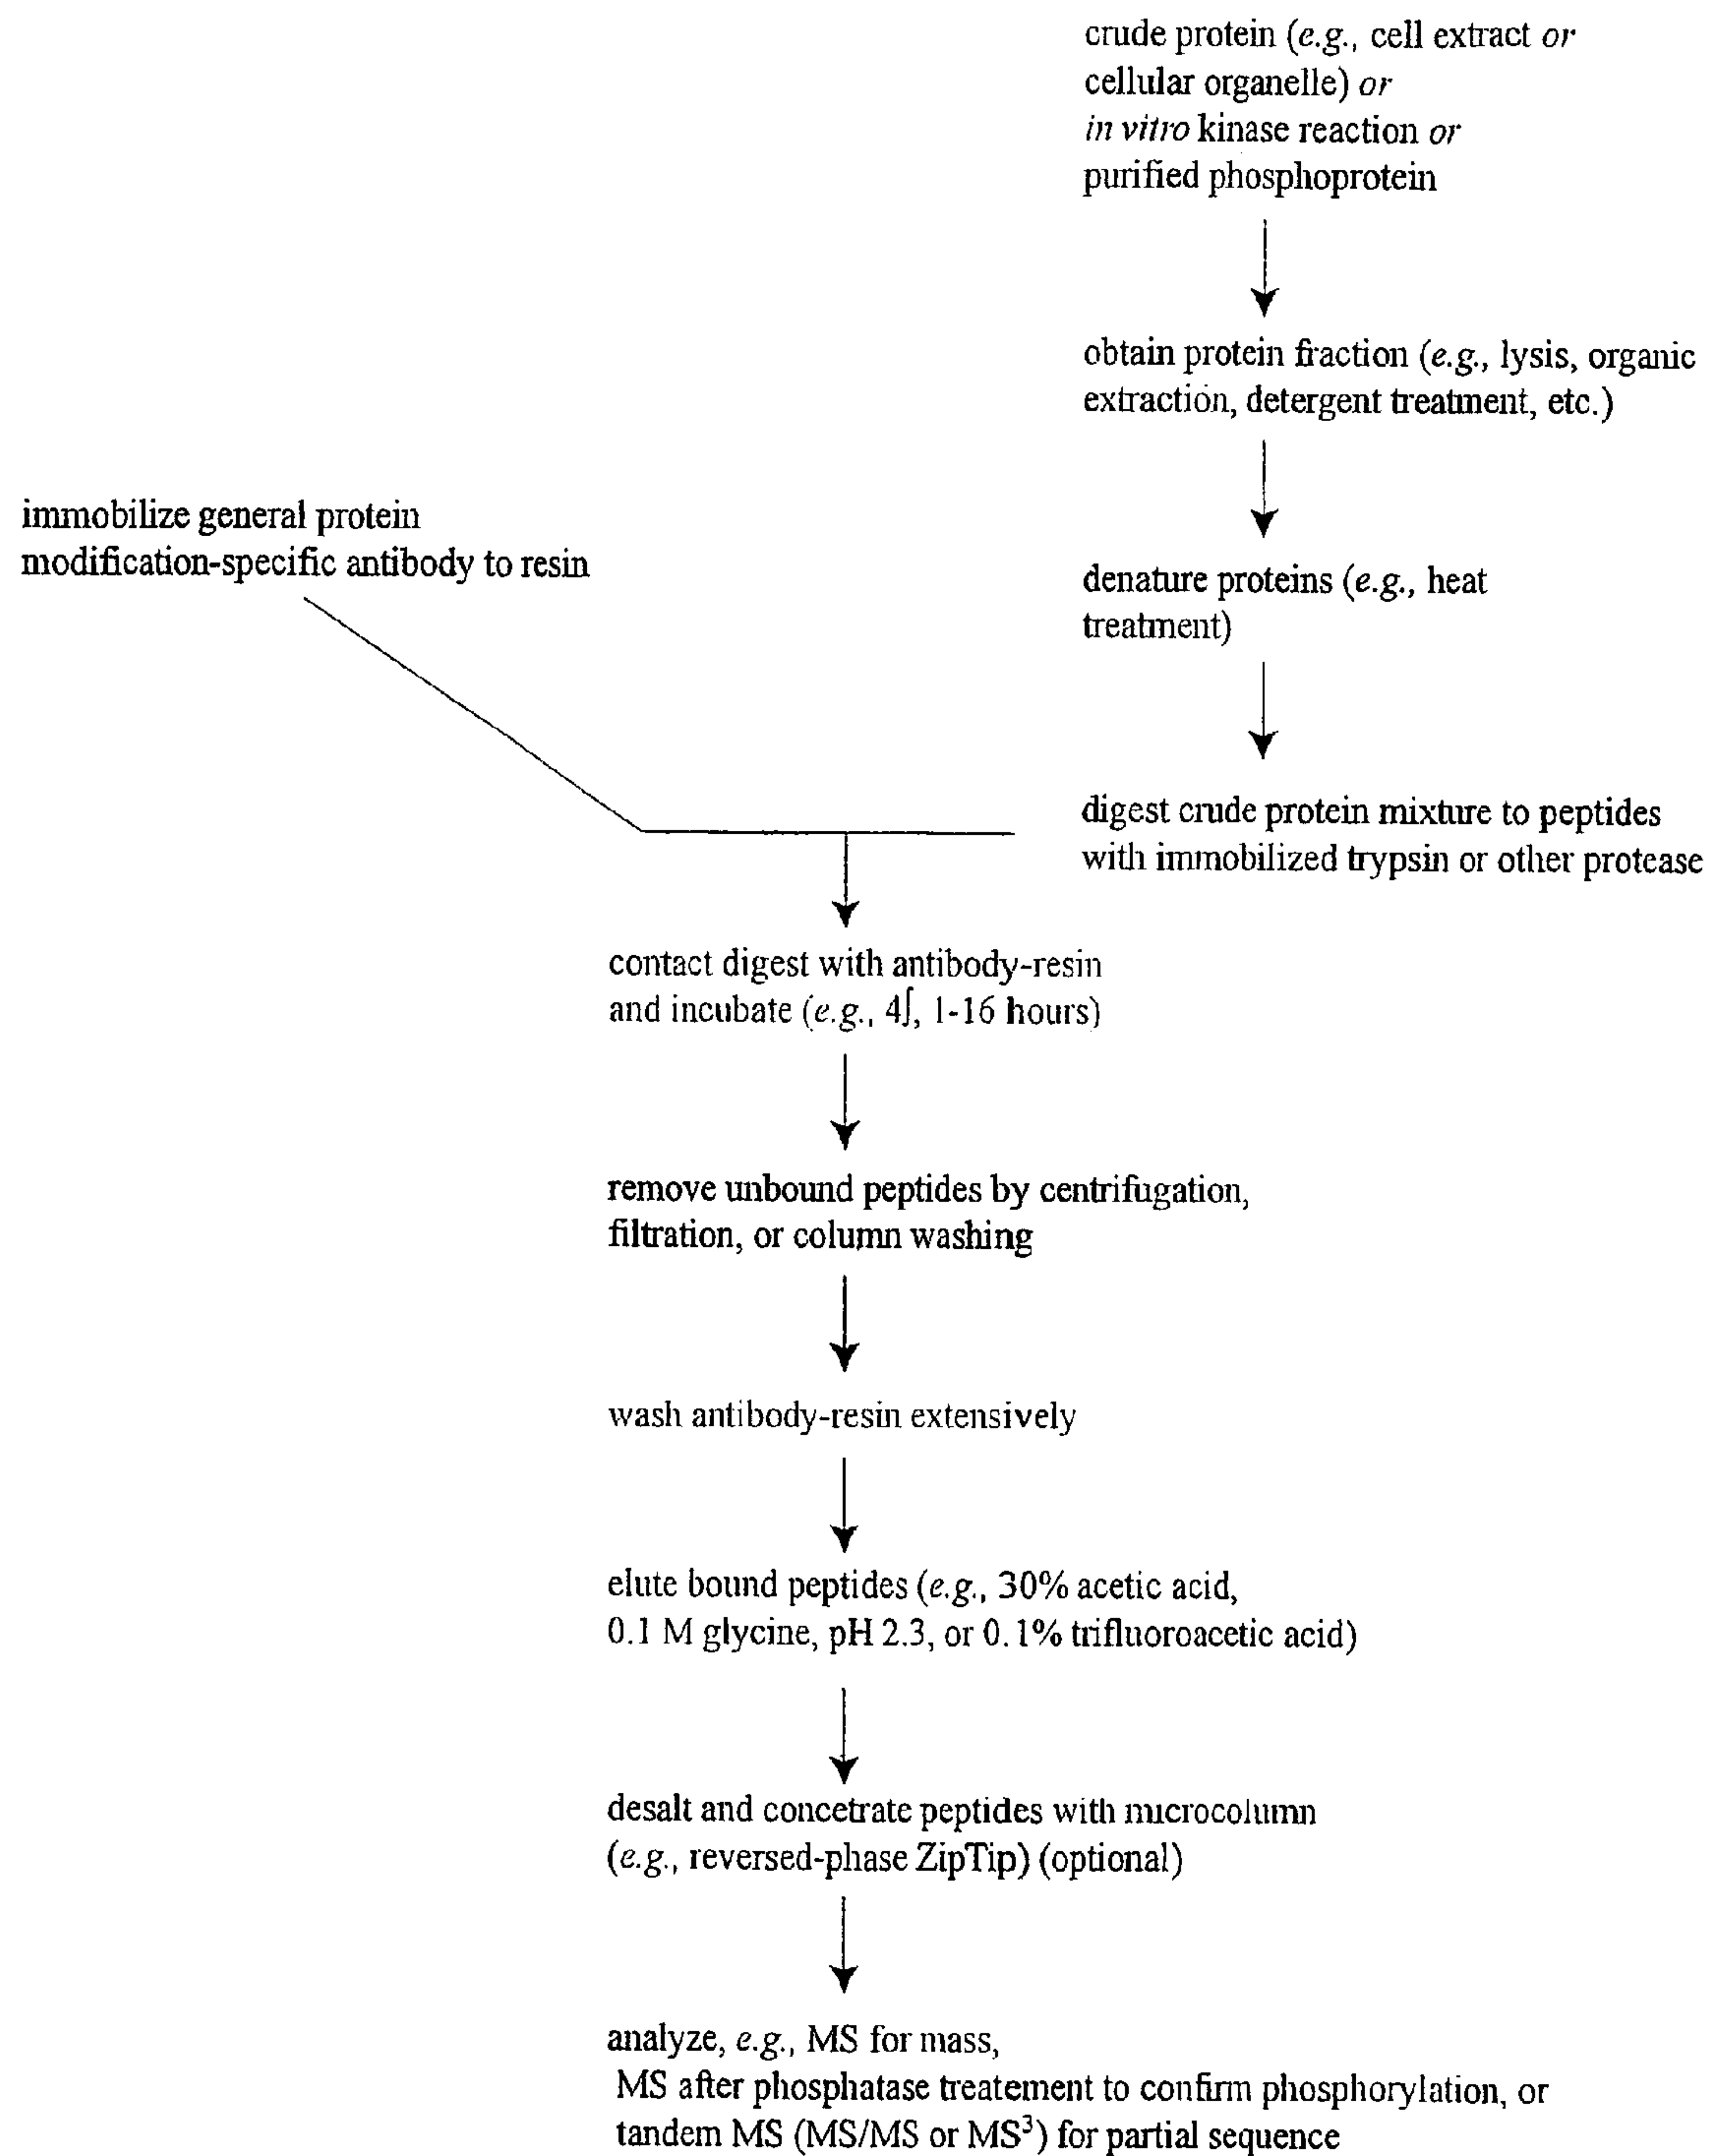 crude protein (e.g., cell extract or
cellular organelle) or
in vitro kinase reaction or
purified phosphoprotein
obtain protein fraction (e.g., lysis, organic
extraction, detergent treatment, etc.)
immobilize general protein
modification-specific antibody to resin
denature proteins (e.g., heat
treatment)
digest crude protein mixture to peptides
with immobilized trypsin or other protease
contact digest with antibody-resin
and incubate (e.g., 4∫, 1-16 hours)
remove unbound peptides by centrifugation,
filtration, or column washing
wash antibody-resin extensively
elute bound peptides (e.g., 30% acetic acid,
0.1 M glycine, pH 2.3, or 0.1% trifluoroacetic acid)
desalt and concetrate peptides with microcolumn
(e.g., reversed-phase ZipTip) (optional)
analyze, e.g., MS for mass,
MS after phosphatase treatement to confirm phosphorylation, or
tandem MS (MS/MS or MS³) for partial sequence